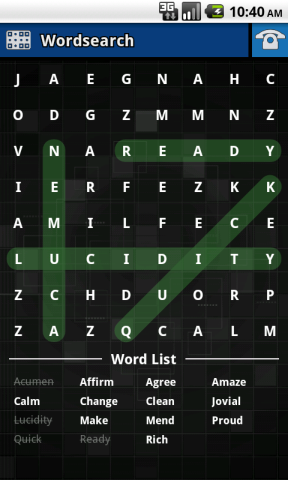 3G 10:40 AM
Wordsearch
J A E G N A H C
O D G Z M M N Z
V N A R E A D Y
I E R F E Z K K
A M I L F E C E
L U C I D I T Y
Z C H D U O R P
Z A Z Q C A L M
Word List
Acumen Affirm Agree Amaze
Calm Change Clean Jovial
Lucidity Make Mend Proud
Quick Ready Rich